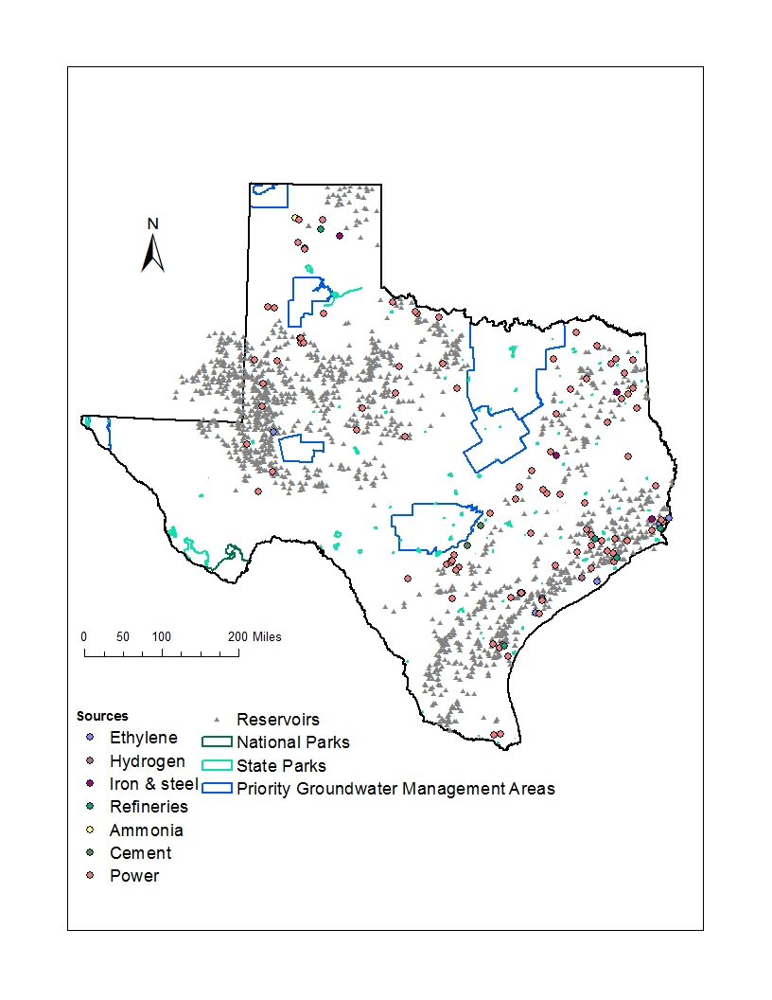 N
0 50 100 200 Miles
Sources
Ethylene
Hydrogen
Iron & steel
Refineries
Ammonia
Cement
Power
Reservoirs
National Parks
State Parks
Priority Groundwater Management Areas